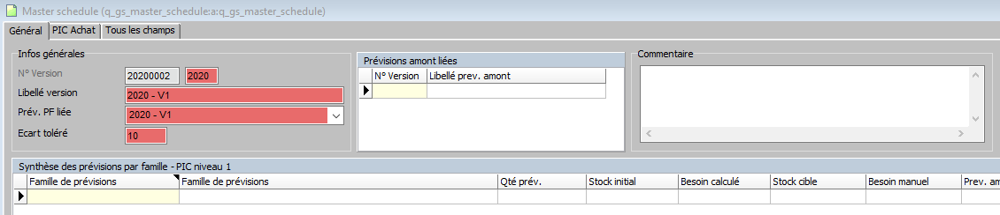 Master schedule (q_gs_master_schedule:a:q_gs_master_schedule)
Général PIC Achat Tous les champs
Infos générales
N° Version 20200002 2020
Libellé version 2020 - V1
Prév. PF liée 2020 - V1
Ecart toléré 10
Prévisions amont liées
N° Version Libellé prev. amont
Commentaire
Synthèse des prévisions par famille - PIC niveau 1
Famille de prévisions Famille de prévisions Qté prév. Stock initial Besoin calculé Stock cible Besoin manuel Prev. am